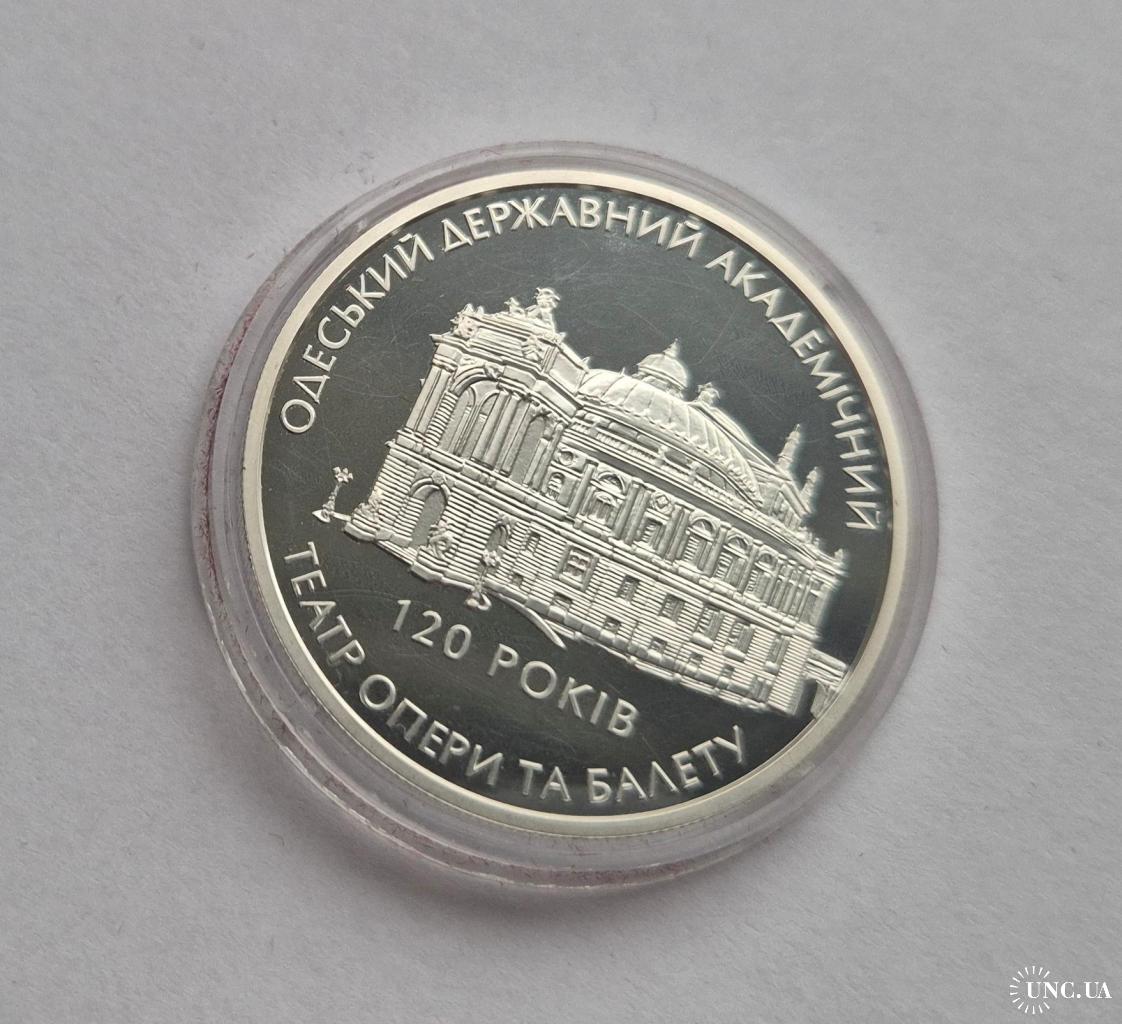 ОДЕСЬКИЙ ДЕРЖАВНИЙ АКАДЕМІЧНИЙ
ТЕАТР ОПЕРИ ТА БАЛЕТУ
120 РОКІВ
UNC.UA